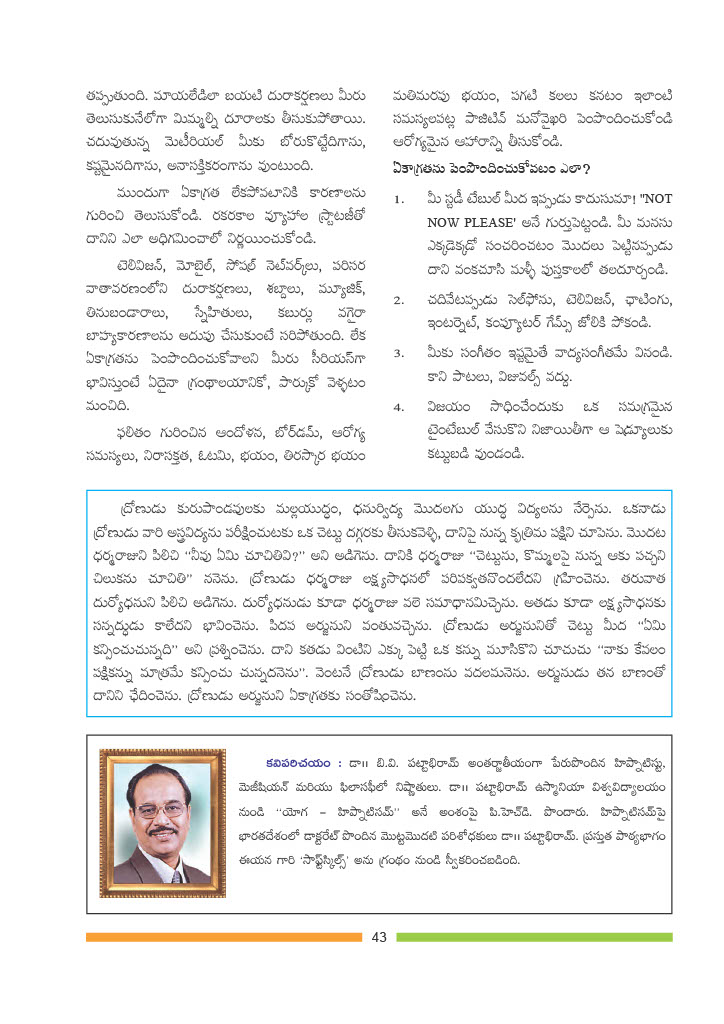 తప్పుతుంది. మాయలేడిలా బయటి దురాకర్షణలు మీరు
తెలుసుకునేలోగా మిమ్మల్ని దూరాలకు తీసుకుపోతాయి.
చదువుతున్న మెటీరియల్ మీకు బోరుకొట్టేదిగాను,
కష్టమైనదిగాను, అనాసక్తికరంగాను వుంటుంది.
ముందుగా ఏకాగ్రత లేకపోవటానికి కారణాలను
గురించి తెలుసుకోండి. రకరకాల వ్యూహాల స్ట్రాటజీతో
దానిని ఎలా అధిగమించాలో నిర్ణయించుకోండి.
టెలివిజన్, మోబైల్, సోషల్ నెట్‌వర్క్‌లు, పరిసర
వాతావరణంలోని దురాకర్షణలు, శబ్దాలు, మ్యూజిక్,
తినుబండారాలు, స్నేహితులు, కబుర్లు వగైరా
బాహ్యకారణాలను అదుపు చేసుకుంటే సరిపోతుంది. లేక
ఏకాగ్రతను పెంపొందించుకోవాలని మీరు సీరియస్‌గా
భావిస్తుంటే ఏదైనా గ్రంథాలయానికో, పార్కుకో వెళ్ళటం
మంచిది.
ఫలితం గురించిన ఆందోళన, బోర్‌డమ్, ఆరోగ్య
సమస్యలు, నిరాసక్తత, ఓటమి, భయం, తిరస్కార భయం
మతిమరపు భయం, పగటి కలలు కనటం ఇలాంటి
సమస్యలపట్ల పాజిటివ్ మనోవైఖరి పెంపొందించుకోండి
ఆరోగ్యమైన ఆహారాన్ని తీసుకోండి.
ఏకాగ్రతను పెంపొందించుకోవటం ఎలా?
1. మీ స్టడీ టేబుల్ మీద ఇప్పుడు కాదుసుమా! "NOT
NOW PLEASE' అనే గుర్తుపెట్టండి. మీ మనసు
ఎక్కడెక్కడో సంచరించటం మొదలు పెట్టినప్పుడు
దాని వంకచూసి మళ్ళీ పుస్తకాలలో తలదూర్చండి.
2. చదివేటప్పుడు సెల్‌ఫోను, టెలివిజన్, ఛాటింగు,
ఇంటర్నెట్, కంప్యూటర్ గేమ్స్ జోలికి పోకండి.
3. మీకు సంగీతం ఇష్టమైతే వాద్యసంగీతమే వినండి.
కాని పాటలు, విజువల్స్ వద్దు.
4. విజయం సాధించేందుకు ఒక సమగ్రమైన
టైంటేబుల్ వేసుకొని నిజాయితీగా ఆ షెడ్యూలుకు
కట్టుబడి వుండండి.
ద్రోణుడు కురుపాండవులకు మల్లయుద్ధం, ధనుర్విద్య మొదలగు యుద్ధ విద్యలను నేర్పెను. ఒకనాడు
ద్రోణుడు వారి అస్త్రవిద్యను పరీక్షించుటకు ఒక చెట్టు దగ్గరకు తీసుకవెళ్ళి, దానిపై నున్న కృత్రిమ పక్షిని చూపెను. మొదట
ధర్మరాజుని పిలిచి “నీవు ఏమి చూచితివి?” అని అడిగెను. దానికి ధర్మరాజు “చెట్టును, కొమ్మలపై నున్న ఆకు పచ్చని
చిలుకను చూచితి” ననెను. ద్రోణుడు ధర్మరాజు లక్ష్యసాధనలో పరిపక్వతనొందలేదని గ్రహించెను. తరువాత
దుర్యోధనుని పిలిచి అడిగెను. దుర్యోధనుడు కూడా ధర్మరాజు వలె సమాధానమిచ్చెను. అతడు కూడా లక్ష్యసాధనకు
సన్నద్ధుడు కాలేదని భావించెను. పిదప అర్జునుని వంతువచ్చెను. ద్రోణుడు అర్జునునితో చెట్టు మీద “ఏమి
కన్పించుచున్నది” అని ప్రశ్నించెను. దాని కతడు వింటిని ఎక్కు పెట్టి ఒక కన్ను మూసికొని చూచుచు “నాకు కేవలం
పక్షికన్ను మాత్రమే కన్పించు చున్నదనెను”. వెంటనే ద్రోణుడు బాణంను వదలమనెను. అర్జునుడు తన బాణంతో
దానిని ఛేదించెను. ద్రోణుడు అర్జునుని ఏకాగ్రతకు సంతోషించెను.
కవిపరిచయం : డా॥ బి.వి. పట్టాభిరామ్ అంతర్జాతీయంగా పేరుపొందిన హిప్నాటిస్టు,
మెజీషియన్ మరియు ఫిలాసఫీలో నిష్ణాతులు. డా॥ పట్టాభిరామ్ ఉస్మానియా విశ్వవిద్యాలయం
నుండి “యోగ – హిప్నాటిసమ్” అనే అంశంపై పి.హెచ్‌డి. పొందారు. హిప్నాటిసమ్‌పై
భారతదేశంలో డాక్టరేట్ పొందిన మొట్టమొదటి పరిశోధకులు డా॥ పట్టాభిరామ్. ప్రస్తుత పాఠ్యభాగం
ఈయన గారి ‘సాఫ్ట్‌స్కిల్స్’ అను గ్రంథం నుండి స్వీకరించబడింది.
43